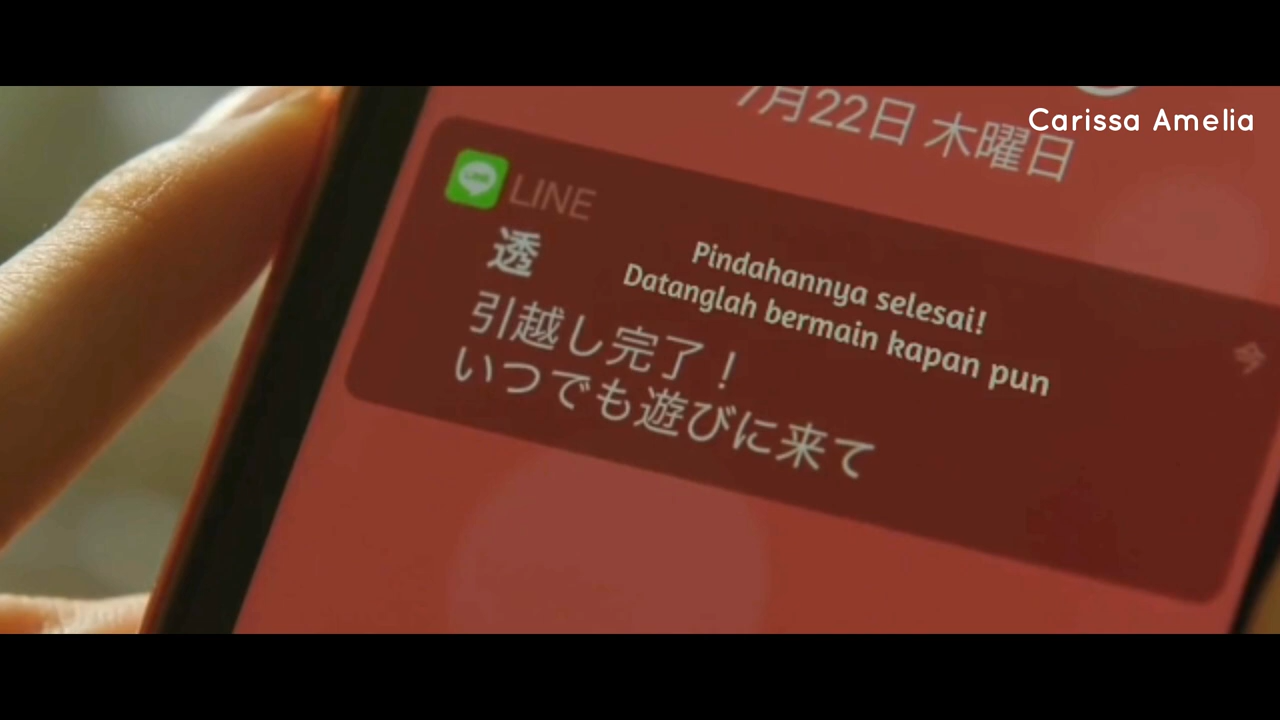 Carissa Amelia
7月22日 木曜日
LINE
透
Pindahannya selesai!
Datanglah bermain kapan pun
今
引越し完了！
いつでも遊びに来て